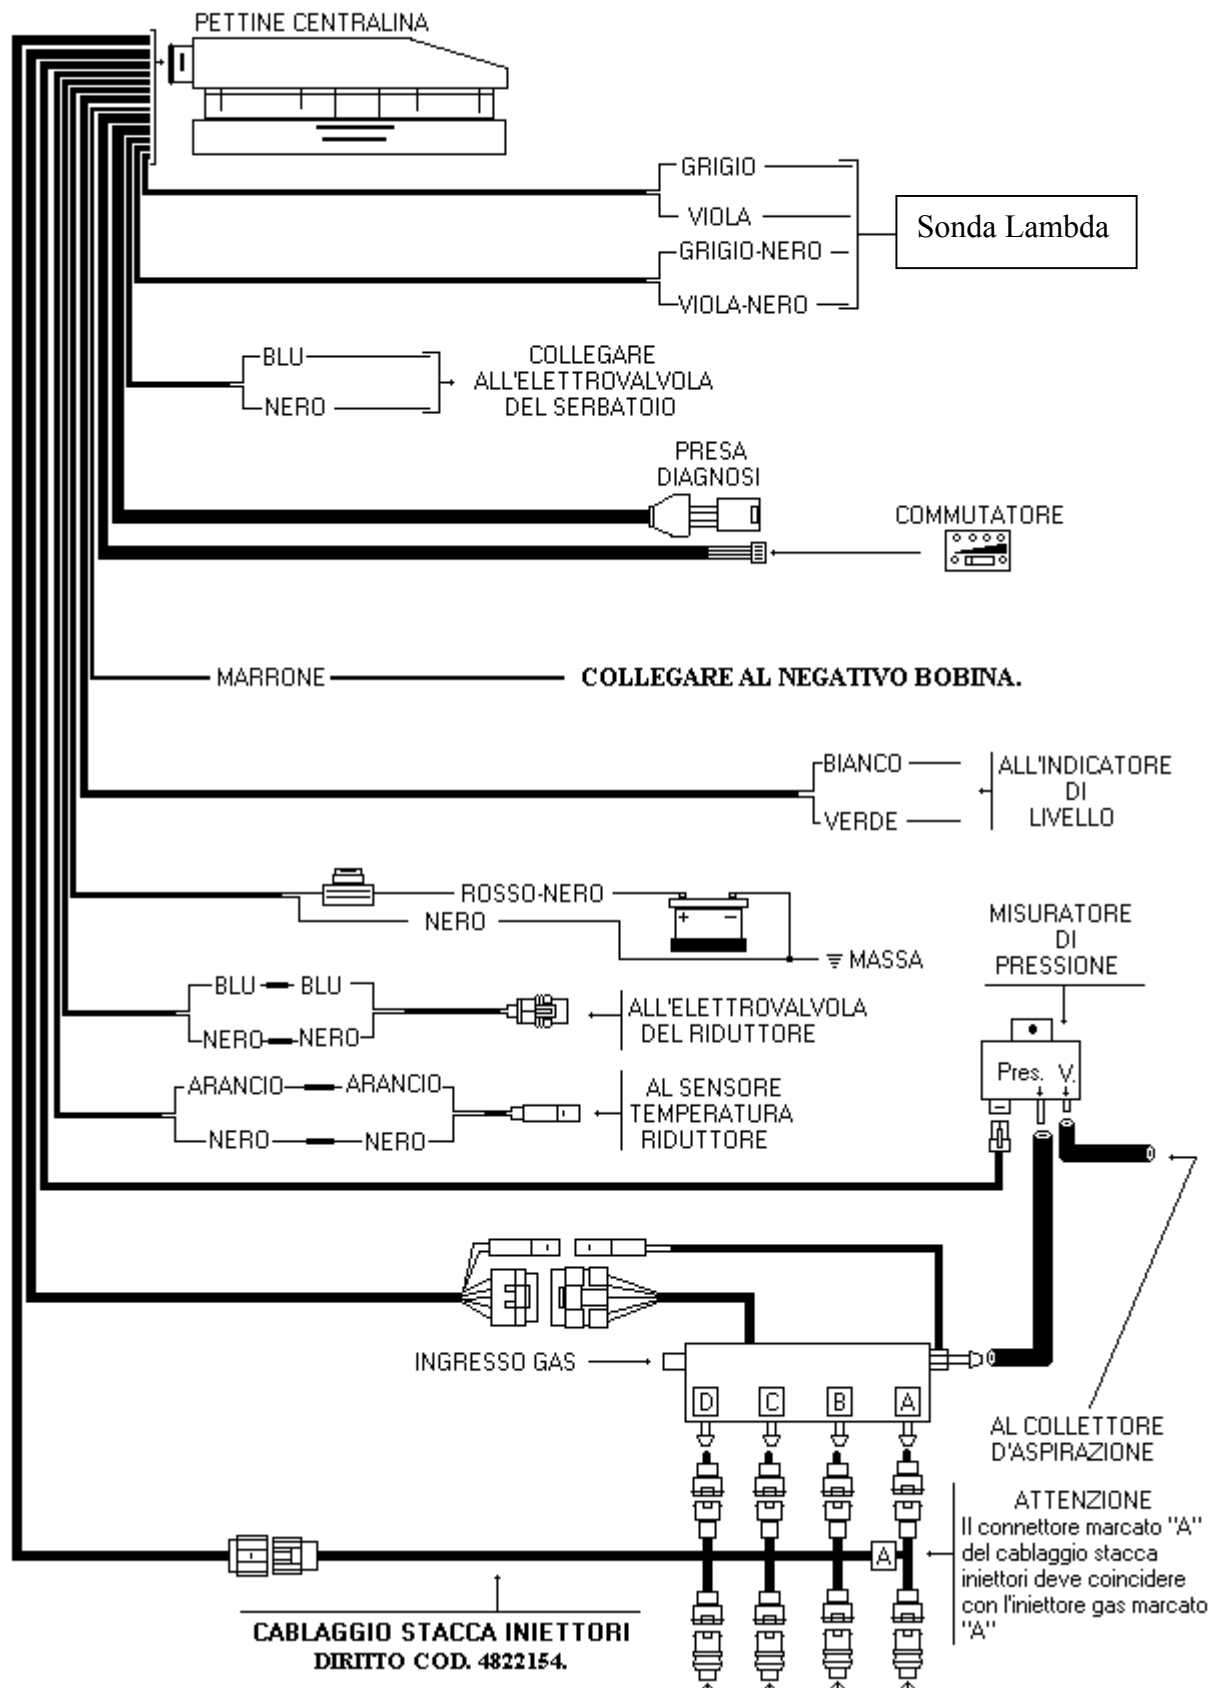 PETTINE CENTRALINA
GRIGIO
VIOLA
GRIGIO-NERO
VIOLA-NERO
Sonda Lambda
BLU
NERO
COLLEGARE
ALL'ELETTROVALVOLA
DEL SERBATOIO
PRESA
DIAGNOSI
COMMUTATORE
MARRONE
COLLEGARE AL NEGATIVO BOBINA.
BIANCO
VERDE
ALL'INDICATORE
DI
LIVELLO
ROSSO-NERO
NERO
+ −
MASSA
MISURATORE
DI
PRESSIONE
Pres. V.
BLU BLU
NERO NERO
ALL'ELETTROVALVOLA
DEL RIDUTTORE
ARANCIO ARANCIO
NERO NERO
AL SENSORE
TEMPERATURA
RIDUTTORE
INGRESSO GAS
D C B A
AL COLLETTORE
D'ASPIRAZIONE
A
ATTENZIONE
Il connettore marcato "A"
del cablaggio stacca
iniettori deve coincidere
con l'iniettore gas marcato
"A"
CABLAGGIO STACCA INIETTORI
DIRITTO COD. 4822154.